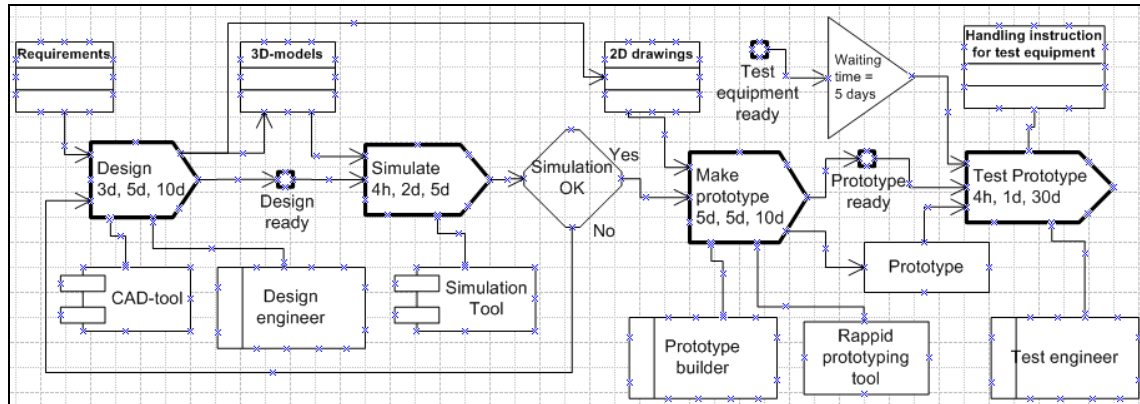 Requirements
3D-models
2D drawings
Test
equipment
ready
Waiting
time =
5 days
Handling instruction
for test equipment
Design
3d, 5d, 10d
Design
ready
Simulate
4h, 2d, 5d
Simulation
OK
Yes
No
Make
prototype
5d, 5d, 10d
Prototype
ready
Test Prototype
4h, 1d, 30d
CAD-tool
Design
engineer
Simulation
Tool
Prototype
Prototype
builder
Rappid
prototyping
tool
Test engineer